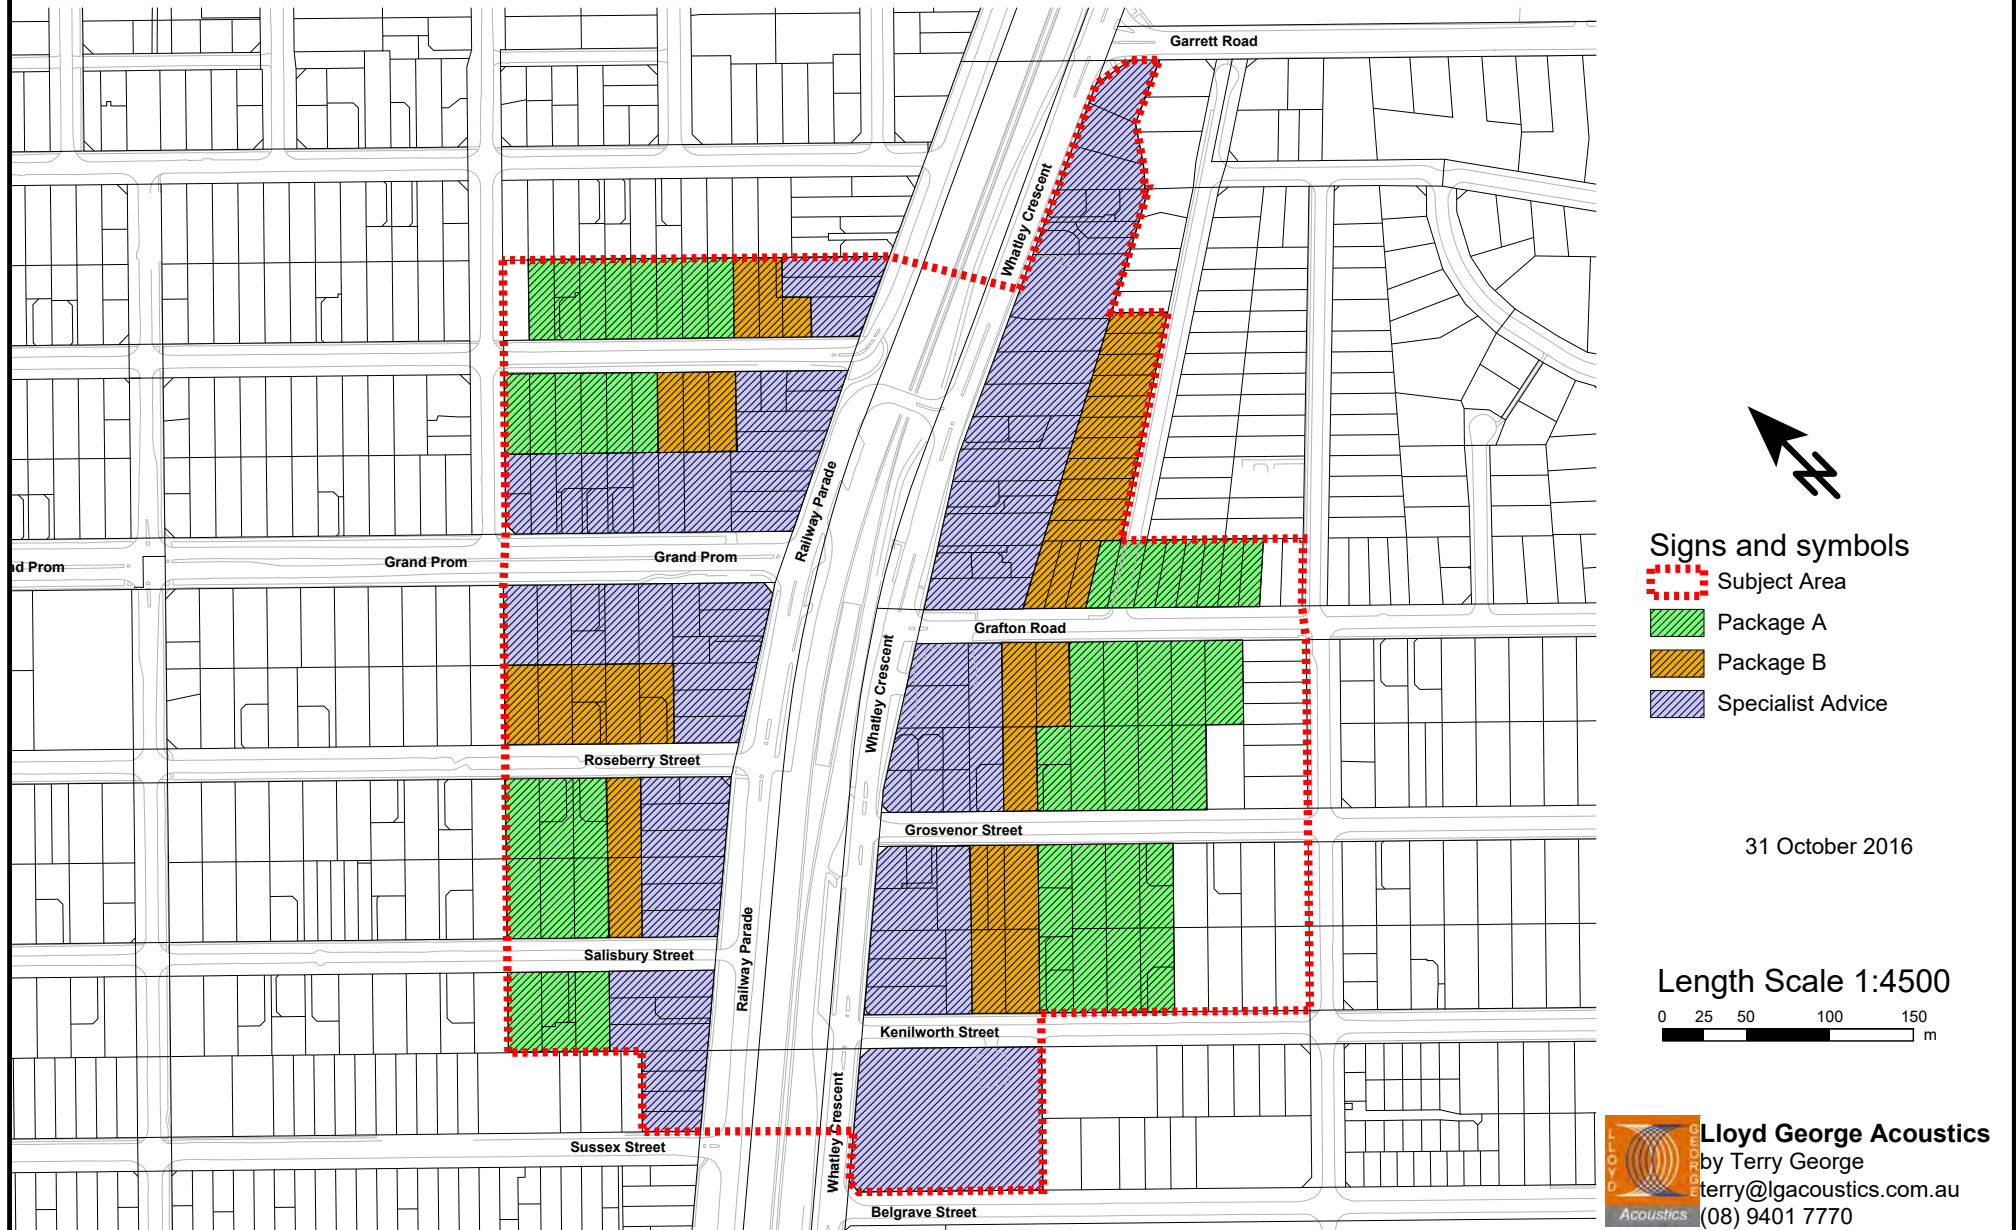 Garrett Road
Whatley Crescent
Railway Parade
nd Prom
Grand Prom
Grand Prom
Grafton Road
Whatley Crescent
Roseberry Street
Grosvenor Street
Railway Parade
Salisbury Street
Kenilworth Street
Whatley Crescent
Sussex Street
Belgrave Street
Signs and symbols
Subject Area
Package A
Package B
Specialist Advice
31 October 2016
Length Scale 1:4500
0 25 50 100 150
m
LLOYD
GEORGE
Acoustics
Lloyd George Acoustics
by Terry George
terry@lgacoustics.com.au
(08) 9401 7770